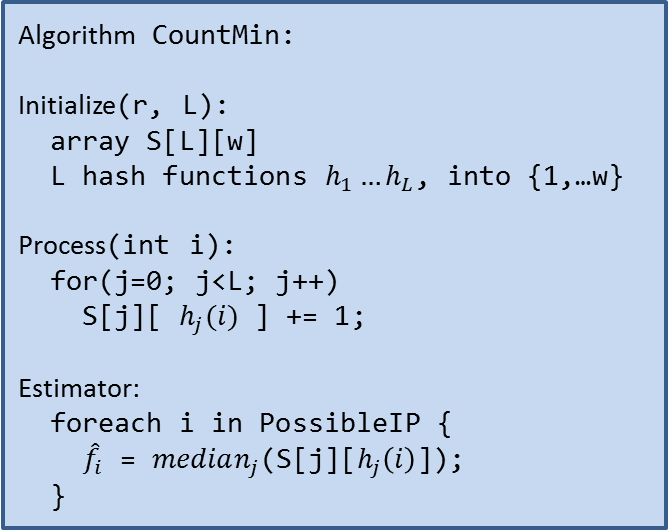 Algorithm CountMin:
Initialize(r, L):
array S[L][w]
L hash functions h₁ …h_L, into {1,…w}
Process(int i):
for(j=0; j<L; j++)
S[j][ h_j(i) ] += 1;
Estimator:
foreach i in PossibleIP {
f̂_i = median_j(S[j][h_j(i)]);
}